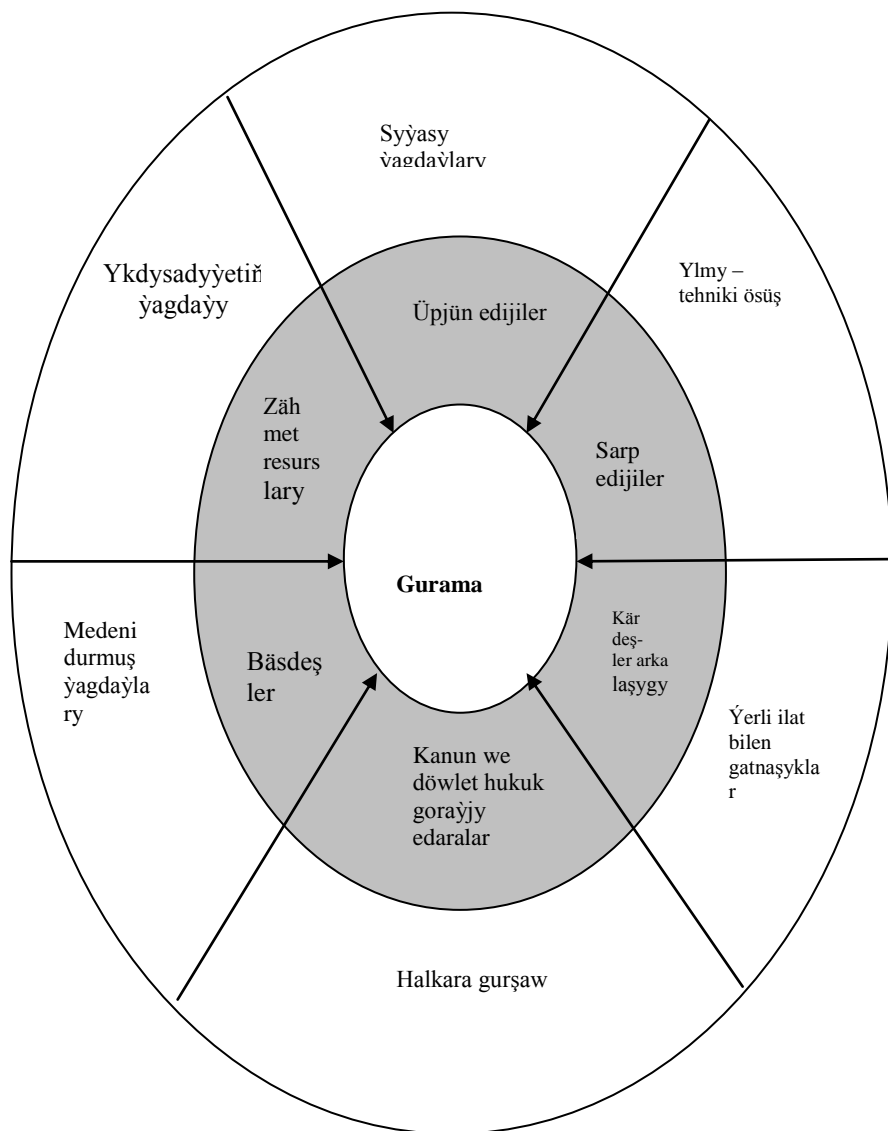 Syỳasy
ỳagdaỳlary
Ykdysadyỳetiň
ỳagdaỳy
Ylmy –
tehniki ösüş
Üpjün edijiler
Zäh
met
resurs
lary
Sarp
edijiler
Gurama
Medeni
durmuş
ỳagdaỳla
ry
Bäsdeş
ler
Kär
deş-
ler arka
laşygy
Ýerli ilat
bilen
gatnaşykla
r
Kanun we
döwlet hukuk
goraỳjy
edaralar
Halkara gurşaw